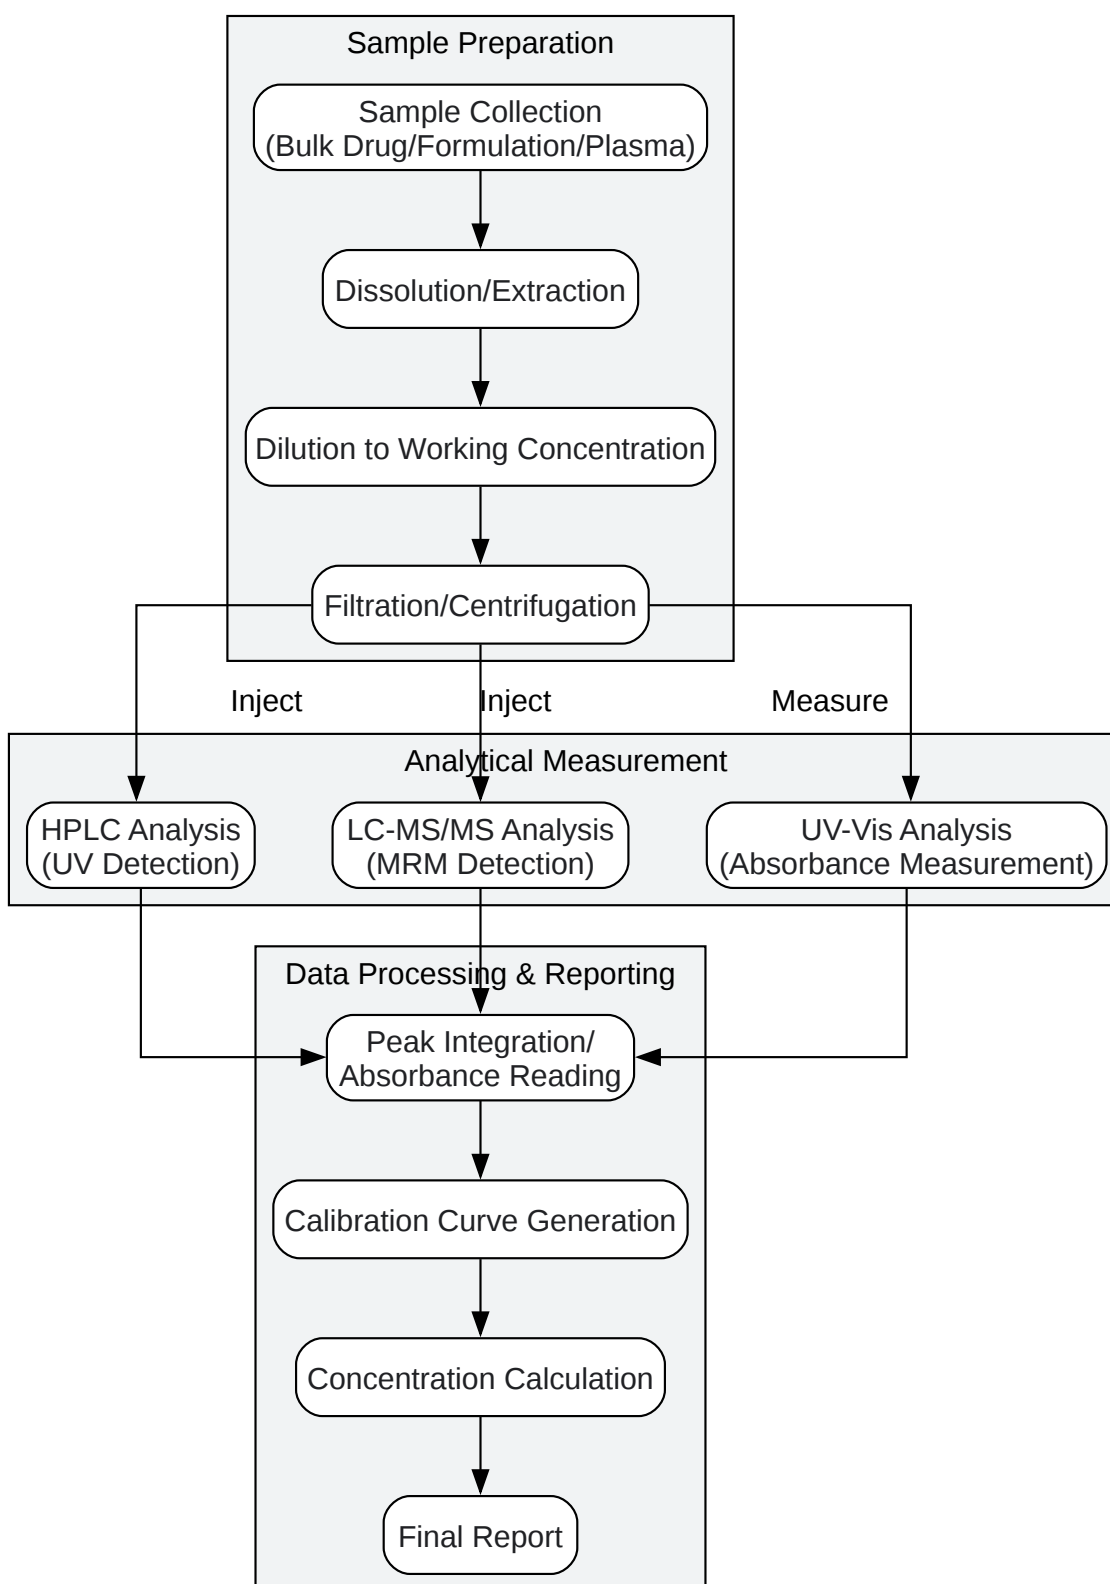 Sample Preparation
Sample Collection
(Bulk Drug/Formulation/Plasma)
Dissolution/Extraction
Dilution to Working Concentration
Filtration/Centrifugation
Inject
Inject
Measure
Analytical Measurement
HPLC Analysis
(UV Detection)
LC-MS/MS Analysis
(MRM Detection)
UV-Vis Analysis
(Absorbance Measurement)
Data Processing & Reporting
Peak Integration/
Absorbance Reading
Calibration Curve Generation
Concentration Calculation
Final Report